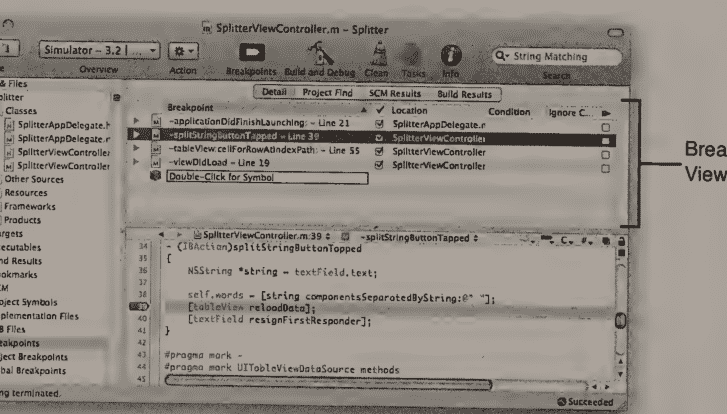 SplitterViewController.m - Splitter
Simulator - 3.2 | ...
String Matching
Overview
Action
Breakpoints
Build and Debug
Clean
Tasks
Info
Search
& Files
Detail
Project Find
SCM Results
Build Results
Breakpoint
Location
Condition
Ignore C...
-applicationDidFinishLaunching: - Line 21
SplitterAppDelegate.r
-splitStringButtonTapped - Line 39
SplitterViewController
-tableView:cellForRowAtIndexPath: - Line 55
SplitterViewController
-viewDidLoad - Line 19
SplitterViewController
Double-Click for Symbol
litter
Classes
SplitterAppDelegate.h
SplitterAppDelegate.
SplitterViewController
SplitterViewController
Other Sources
Resources
Frameworks
Products
rgets
ecutables
nd Results
okmarks
CM
oject Symbols
plementation Files
B Files
eakpoints
ject Breakpoints
bal Breakpoints
ng terminated.
SplitterViewController.m:39
-splitStringButtonTapped
C
#
34 - (IBAction)splitStringButtonTapped
35 {
36 NSString *string = textField.text;
37
38 self.words = [string componentsSeparatedByString:@" "];
39 [tableView reloadData];
40 [textField resignFirstResponder];
41 }
42
43 #pragma mark -
44 #pragma mark UITableViewDataSource methods
45
Succeeded
Brea
View